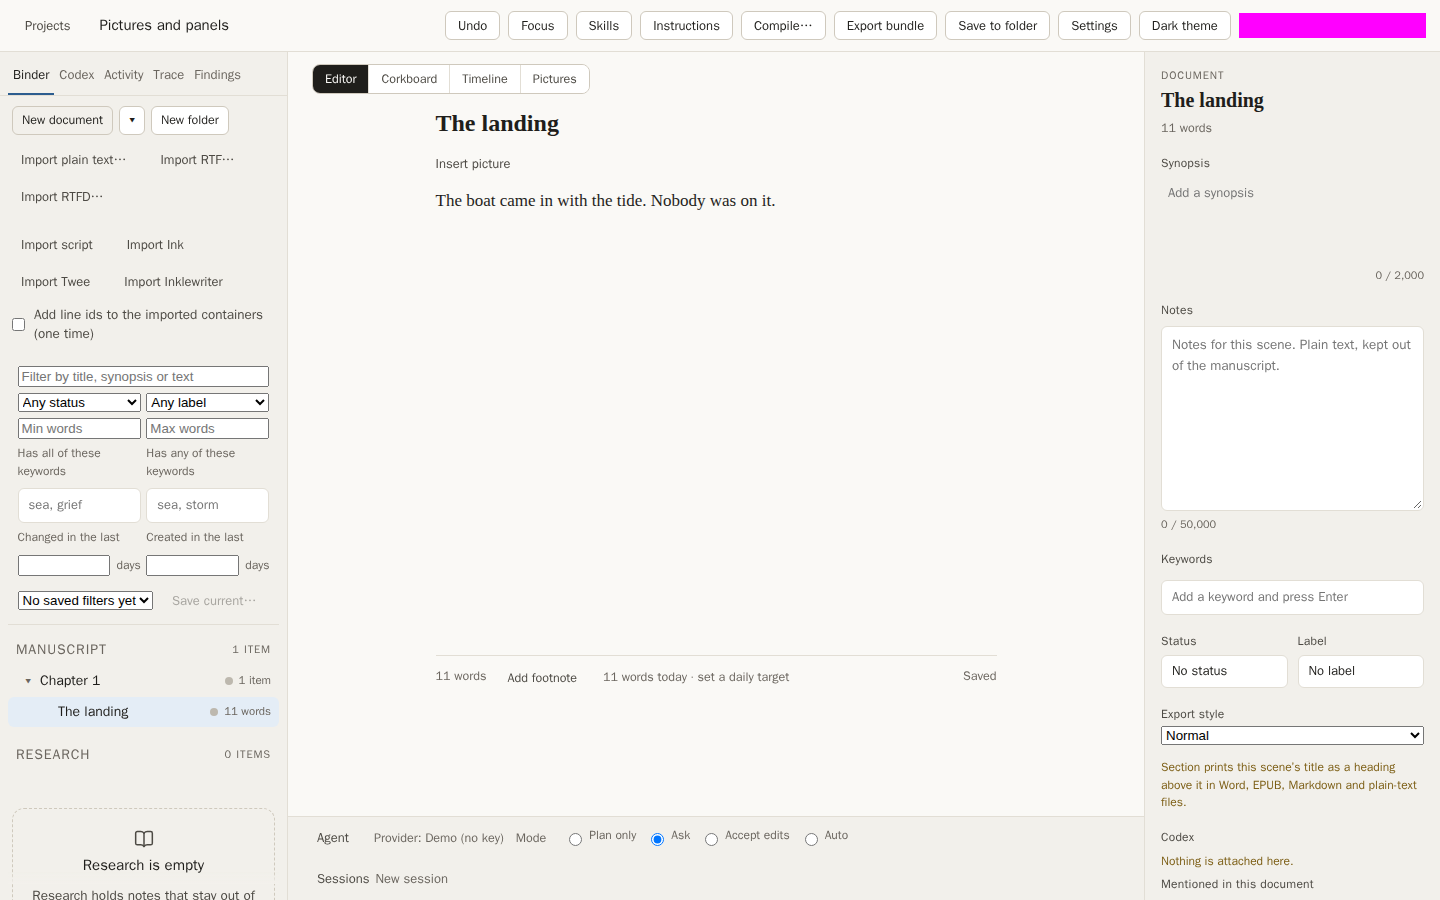 Projects
Pictures and panels
Undo
Focus
Skills
Instructions
Compile···
Export bundle
Save to folder
Settings
Dark theme
Binder
Codex
Activity
Trace
Findings
New document
▾
New folder
Import plain text···
Import RTF···
Import RTFD···
Import script
Import Ink
Import Twee
Import Inklewriter
Add line ids to the imported containers
(one time)
Filter by title, synopsis or text
Any status
Any label
Min words
Max words
Has all of these
keywords
Has any of these
keywords
sea, grief
sea, storm
Changed in the last
Created in the last
days
days
No saved filters yet
Save current···
MANUSCRIPT
1 ITEM
▾ Chapter 1
1 item
The landing
11 words
RESEARCH
0 ITEMS
Research is empty
Research holds notes that stay out of
Editor
Corkboard
Timeline
Pictures
The landing
Insert picture
The boat came in with the tide. Nobody was on it.
11 words
Add footnote
11 words today · set a daily target
Saved
Agent
Provider: Demo (no key)
Mode
Plan only
Ask
Accept edits
Auto
Sessions
New session
DOCUMENT
The landing
11 words
Synopsis
Add a synopsis
0 / 2,000
Notes
Notes for this scene. Plain text, kept out
of the manuscript.
0 / 50,000
Keywords
Add a keyword and press Enter
Status
Label
No status
No label
Export style
Normal
Section prints this scene's title as a heading
above it in Word, EPUB, Markdown and plain-text
files.
Codex
Nothing is attached here.
Mentioned in this document